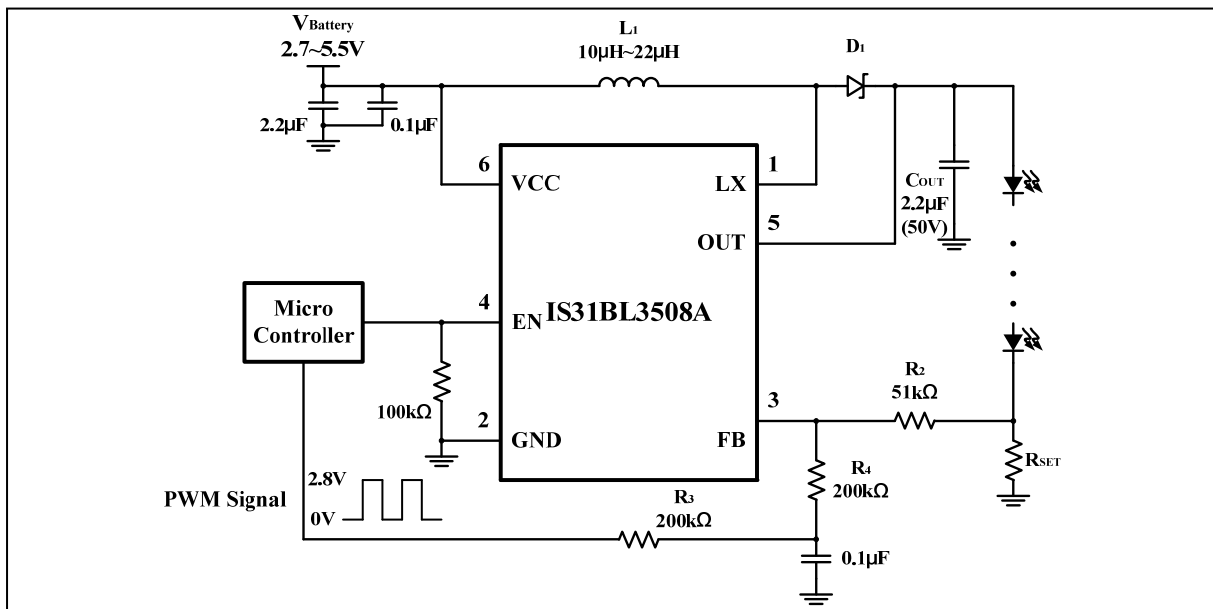 VBattery
2.7~5.5V
L1
10μH~22μH
D1
2.2μF
0.1μF
6
VCC
1
LX
COUT
2.2μF
(50V)
5
OUT
Micro
Controller
4
EN
IS31BL3508A
R2
51kΩ
100kΩ
2
GND
3
FB
RSET
R4
200kΩ
PWM Signal
2.8V
0V
R3
200kΩ
0.1μF